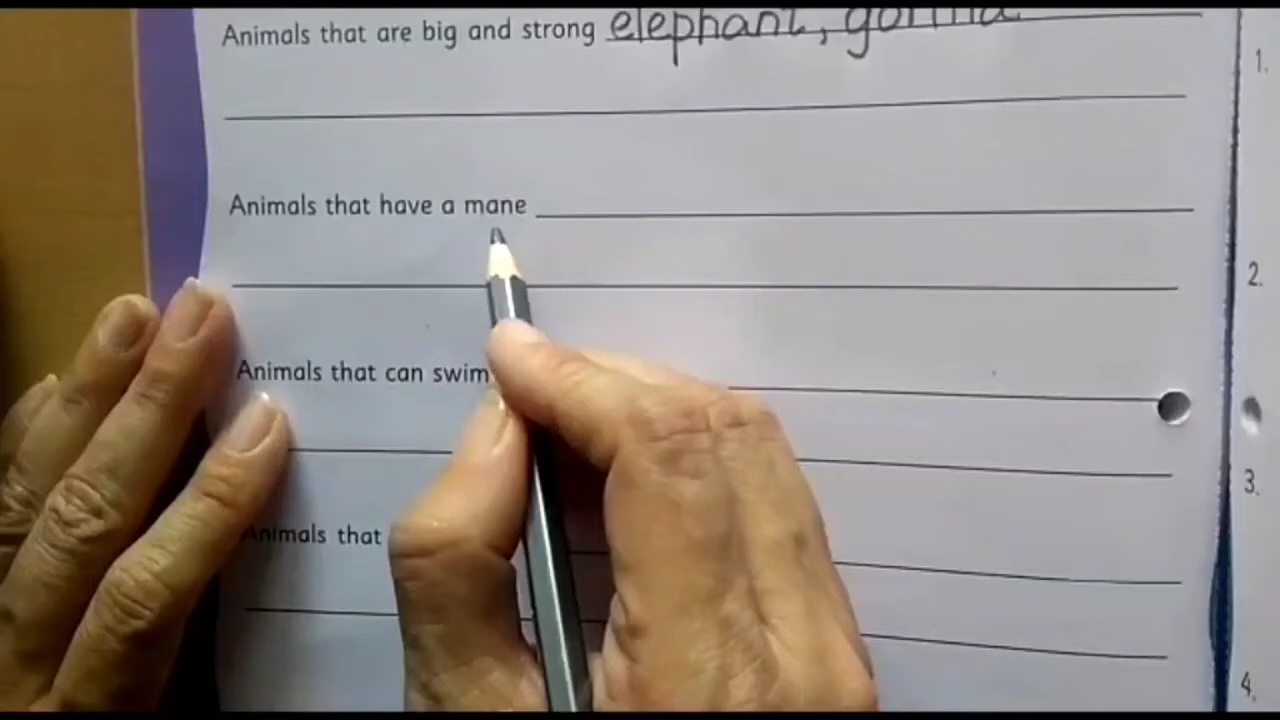 Animals that are big and strong elephant, gorilla
Animals that have a mane
Animals that can swim
Animals that
1.
2.
3.
4.